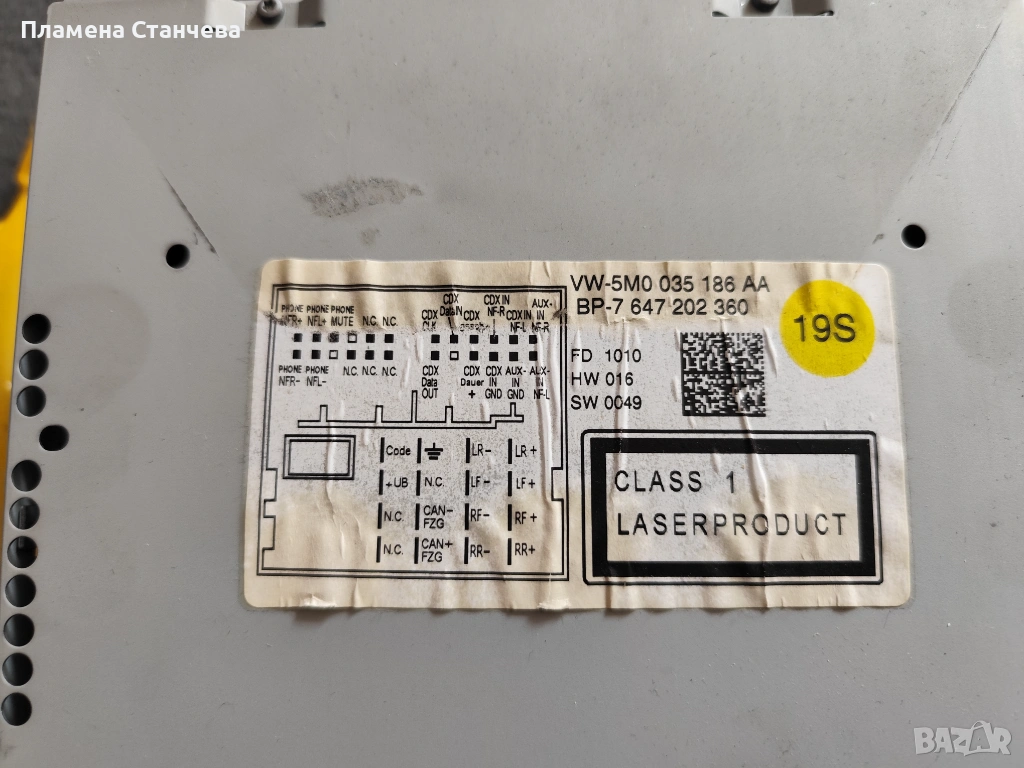 Пламена Станчева
VW-5M0 035 186 AA
BP-7 647 202 360
19S
FD 1010
HW 016
SW 0049
CLASS 1
LASERPRODUCT
PHONE PHONE PHONE
NFR+ NFL+ MUTE N.C. N.C.
PHONE PHONE N.C. N.C. N.C.
NFR- NFL-
CDX CDX IN AUX-
CDX Data IN CDX NF-R CDX IN IN
CLK NF-L NF-R
CDX CDX CDX AUX- AUX-
Data Dauer IN IN IN
OUT + GND GND NF-L
Code LR- LR+
+UB N.C. LF- LF+
N.C. CAN- FZG RF- RF+
N.C. CAN+ FZG RR- RR+
BAZAR